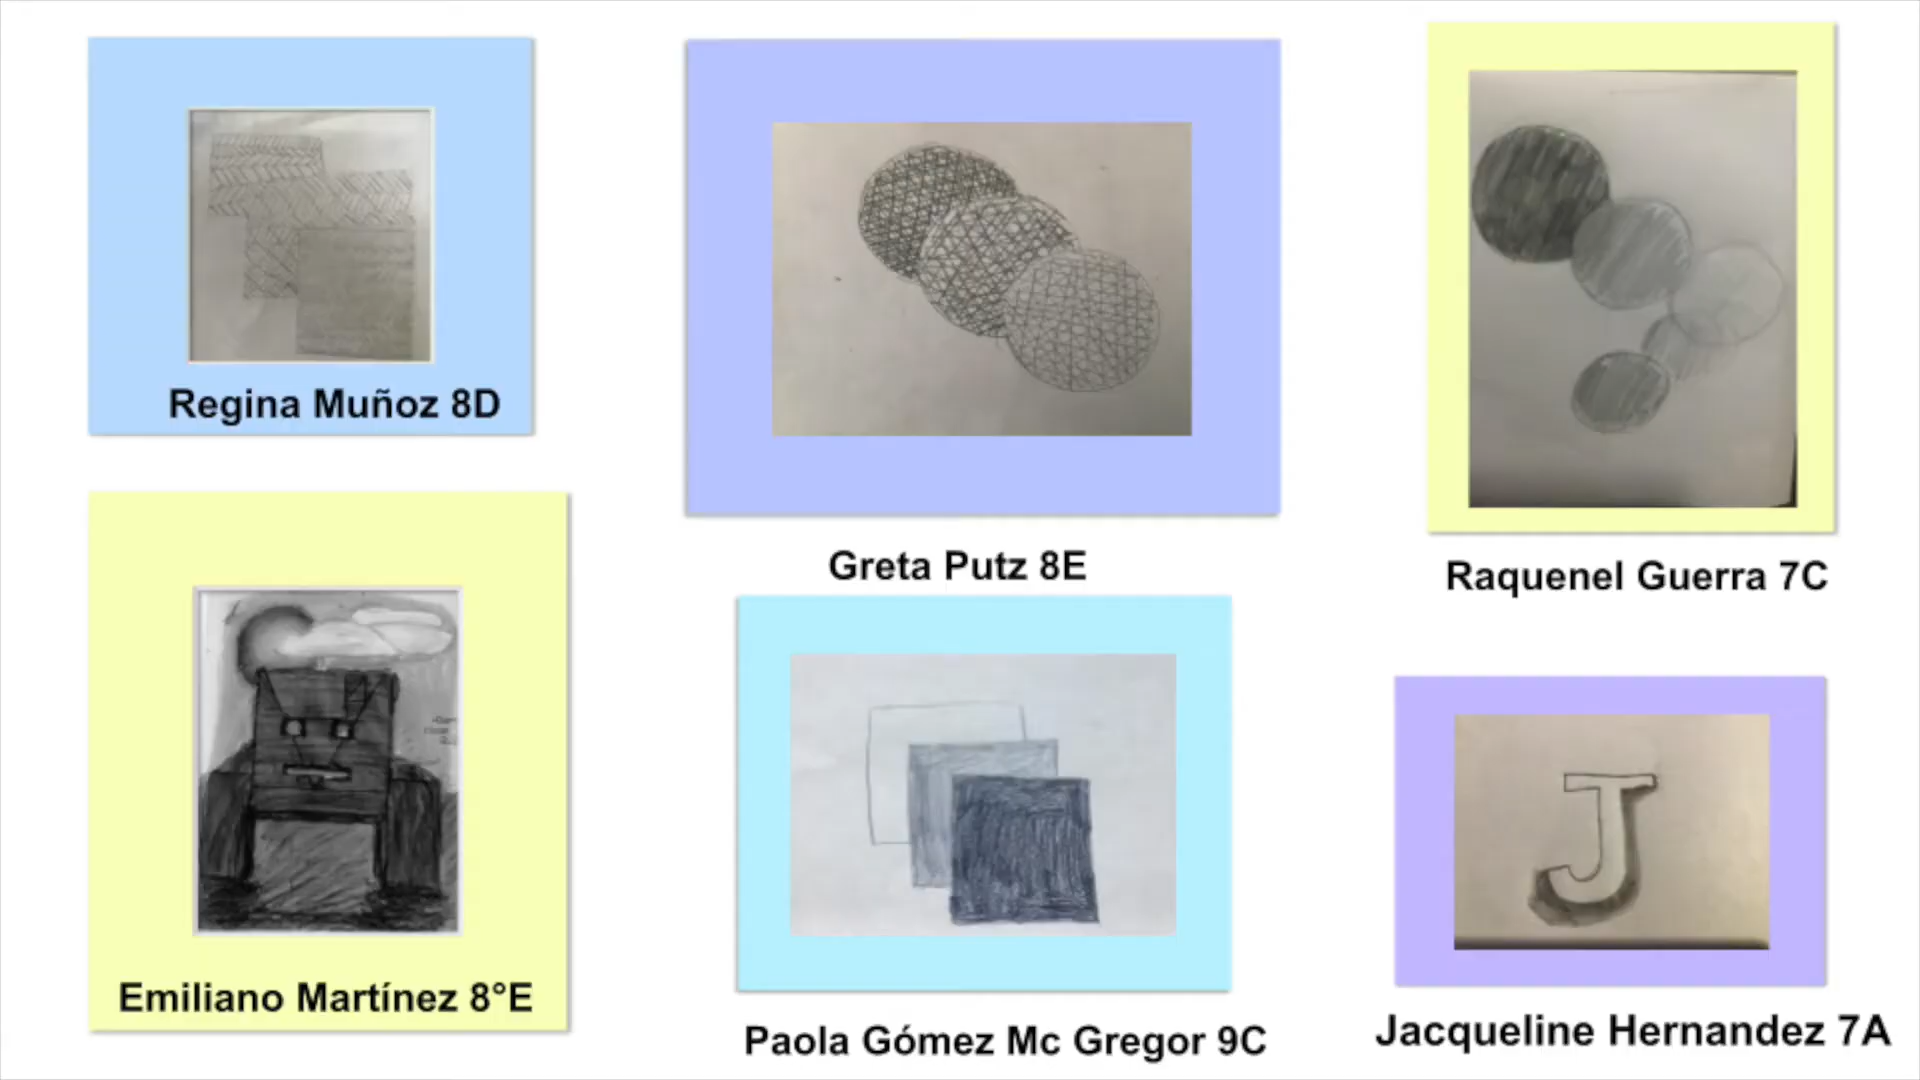 Regina Muñoz 8D
Greta Putz 8E
Raquenel Guerra 7C
Emiliano Martínez 8°E
Paola Gómez Mc Gregor 9C
Jacqueline Hernandez 7A